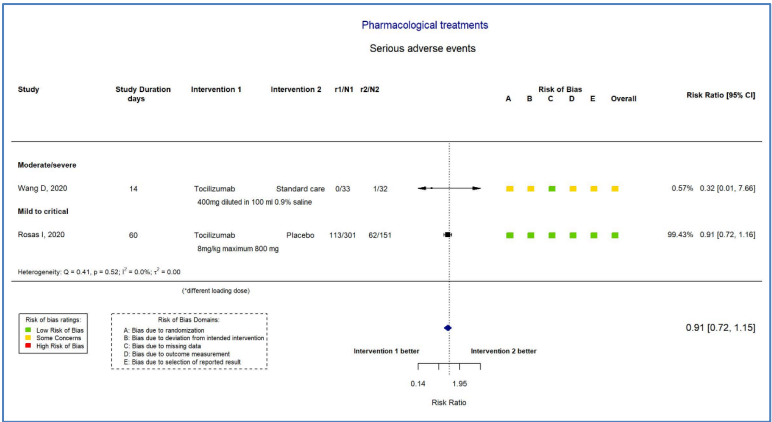 Pharmacological treatments
Serious adverse events
Study Study Duration days Intervention 1 Intervention 2 r1/N1 r2/N2 Risk of Bias Risk Ratio [95% CI]
A B C D E Overall
Moderate/severe
Wang D, 2020 14 Tocilizumab Standard care 0/33 1/32 0.57% 0.32 [0.01, 7.66]
400mg diluted in 100 ml 0.9% saline
Mild to critical
Rosas I, 2020 60 Tocilizumab Placebo 113/301 62/151 99.43% 0.91 [0.72, 1.16]
8mg/kg maximum 800 mg
Heterogeneity: Q = 0.41, p = 0.52; I² = 0.0%; τ² = 0.00
(*different loading dose)
Risk of bias ratings:
Low Risk of Bias
Some Concerns
High Risk of Bias
Risk of Bias Domains:
A: Bias due to randomization
B: Bias due to deviation from intended intervention
C: Bias due to missing data
D: Bias due to outcome measurement
E: Bias due to selection of reported result
0.91 [0.72, 1.15]
Intervention 1 better Intervention 2 better
0.14 1.95
Risk Ratio